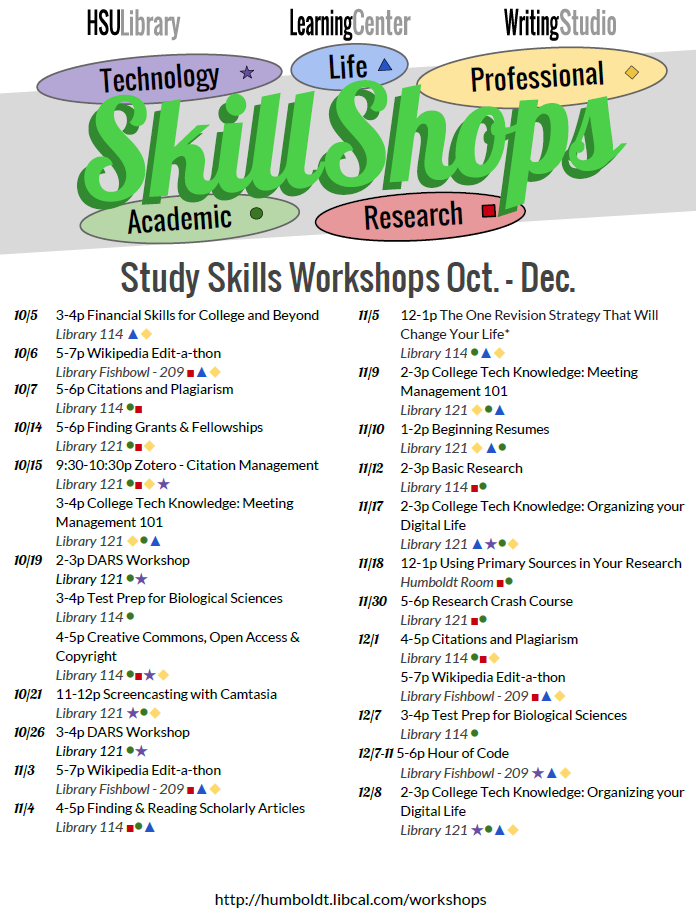 HSULibrary
LearningCenter
WritingStudio
Technology
Life
Professional
SkillShops
Academic
Research
Study Skills Workshops Oct. - Dec.
10/5 3-4p Financial Skills for College and Beyond
Library 114
10/6 5-7p Wikipedia Edit-a-thon
Library Fishbowl - 209
10/7 5-6p Citations and Plagiarism
Library 114
10/14 5-6p Finding Grants & Fellowships
Library 121
10/15 9:30-10:30p Zotero - Citation Management
Library 121
3-4p College Tech Knowledge: Meeting
Management 101
Library 121
10/19 2-3p DARS Workshop
Library 121
3-4p Test Prep for Biological Sciences
Library 114
4-5p Creative Commons, Open Access &
Copyright
Library 114
10/21 11-12p Screencasting with Camtasia
Library 121
10/26 3-4p DARS Workshop
Library 121
11/3 5-7p Wikipedia Edit-a-thon
Library Fishbowl - 209
11/4 4-5p Finding & Reading Scholarly Articles
Library 114
11/5 12-1p The One Revision Strategy That Will
Change Your Life*
Library 114
11/9 2-3p College Tech Knowledge: Meeting
Management 101
Library 121
11/10 1-2p Beginning Resumes
Library 121
11/12 2-3p Basic Research
Library 114
11/17 2-3p College Tech Knowledge: Organizing your
Digital Life
Library 121
11/18 12-1p Using Primary Sources in Your Research
Humboldt Room
11/30 5-6p Research Crash Course
Library 121
12/1 4-5p Citations and Plagiarism
Library 114
5-7p Wikipedia Edit-a-thon
Library Fishbowl - 209
12/7 3-4p Test Prep for Biological Sciences
Library 114
12/7-11 5-6p Hour of Code
Library Fishbowl - 209
12/8 2-3p College Tech Knowledge: Organizing your
Digital Life
Library 121
http://humboldt.libcal.com/workshops